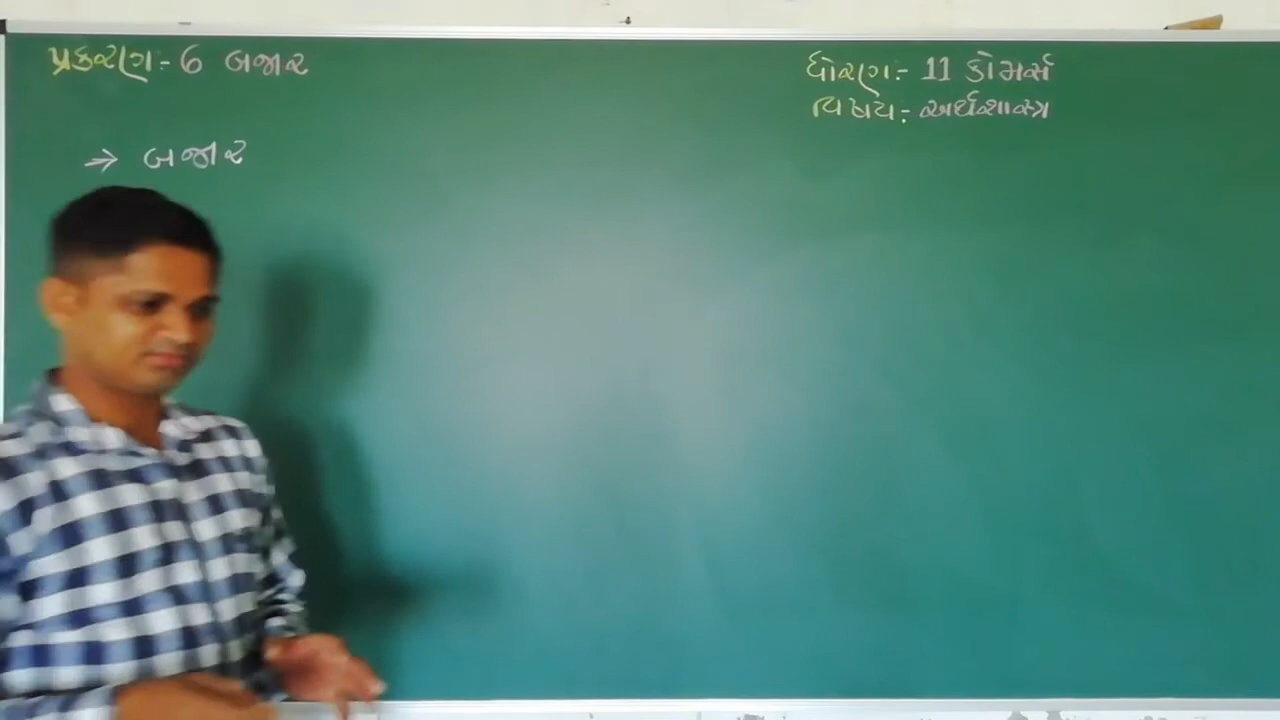 પ્રકરણ:- 6 બજાર
ધોરણ:- 11 કોમર્સ
વિષય:- અર્થશાસ્ત્ર
→ બજાર